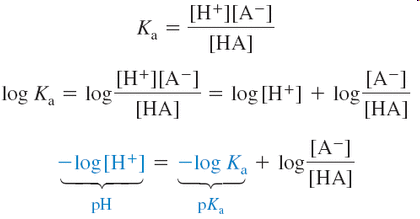 Kₐ = [H⁺][A⁻] / [HA]
log Kₐ = log [H⁺][A⁻] / [HA] = log [H⁺] + log [A⁻] / [HA]
−log[H⁺] = −log Kₐ + log [A⁻] / [HA]
pH pKₐ